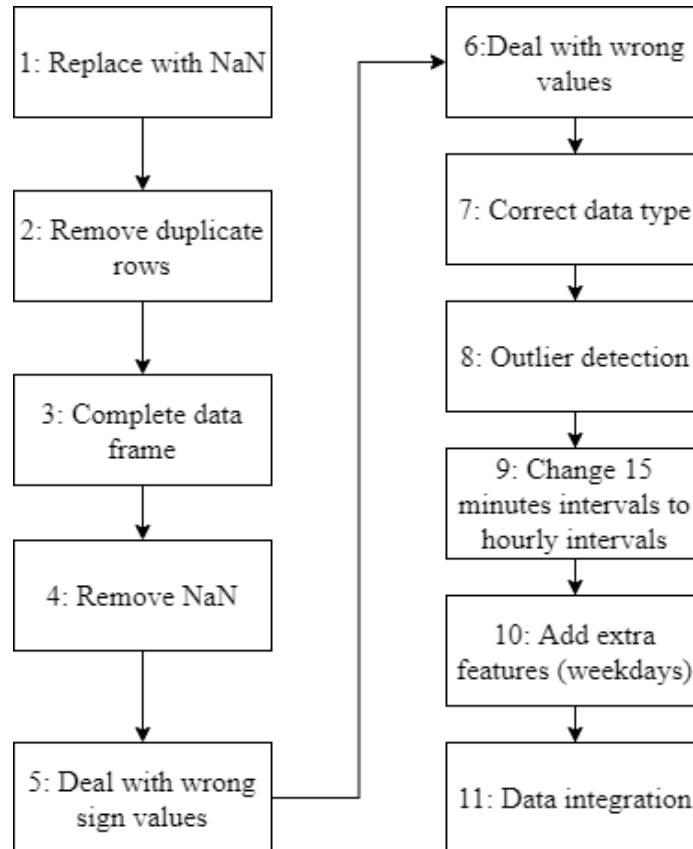 1: Replace with NaN
2: Remove duplicate
rows
3: Complete data
frame
4: Remove NaN
5: Deal with wrong
sign values
6:Deal with wrong
values
7: Correct data type
8: Outlier detection
9: Change 15
minutes intervals to
hourly intervals
10: Add extra
features (weekdays)
11: Data integration